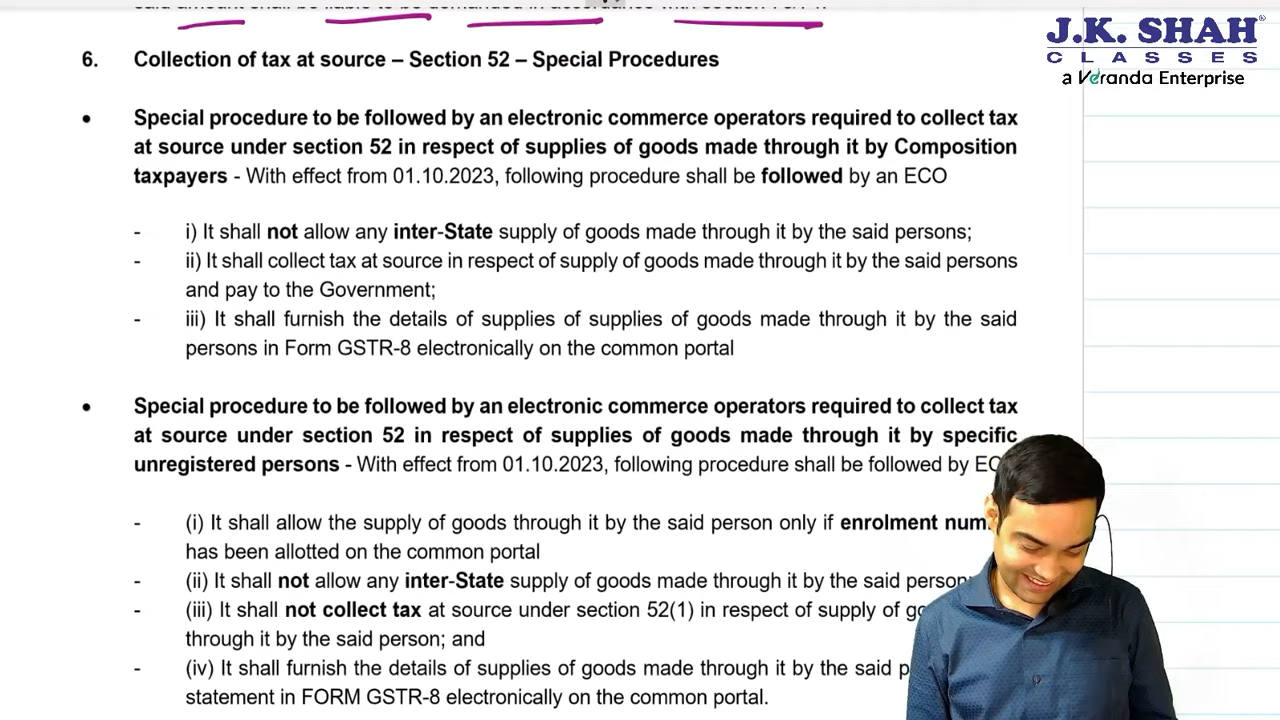 J.K. SHAH
CLASSES
a Veranda Enterprise
6. Collection of tax at source – Section 52 – Special Procedures
• Special procedure to be followed by an electronic commerce operators required to collect tax
at source under section 52 in respect of supplies of goods made through it by Composition
taxpayers - With effect from 01.10.2023, following procedure shall be followed by an ECO
- i) It shall not allow any inter-State supply of goods made through it by the said persons;
- ii) It shall collect tax at source in respect of supply of goods made through it by the said persons
and pay to the Government;
- iii) It shall furnish the details of supplies of supplies of goods made through it by the said
persons in Form GSTR-8 electronically on the common portal
• Special procedure to be followed by an electronic commerce operators required to collect tax
at source under section 52 in respect of supplies of goods made through it by specific
unregistered persons - With effect from 01.10.2023, following procedure shall be followed by
- (i) It shall allow the supply of goods through it by the said person only if enrolment
has been allotted on the common portal
- (ii) It shall not allow any inter-State supply of goods made through it by the said
- (iii) It shall not collect tax at source under section 52(1) in respect of supply of
through it by the said person; and
- (iv) It shall furnish the details of supplies of goods made through it by the said
statement in FORM GSTR-8 electronically on the common portal.